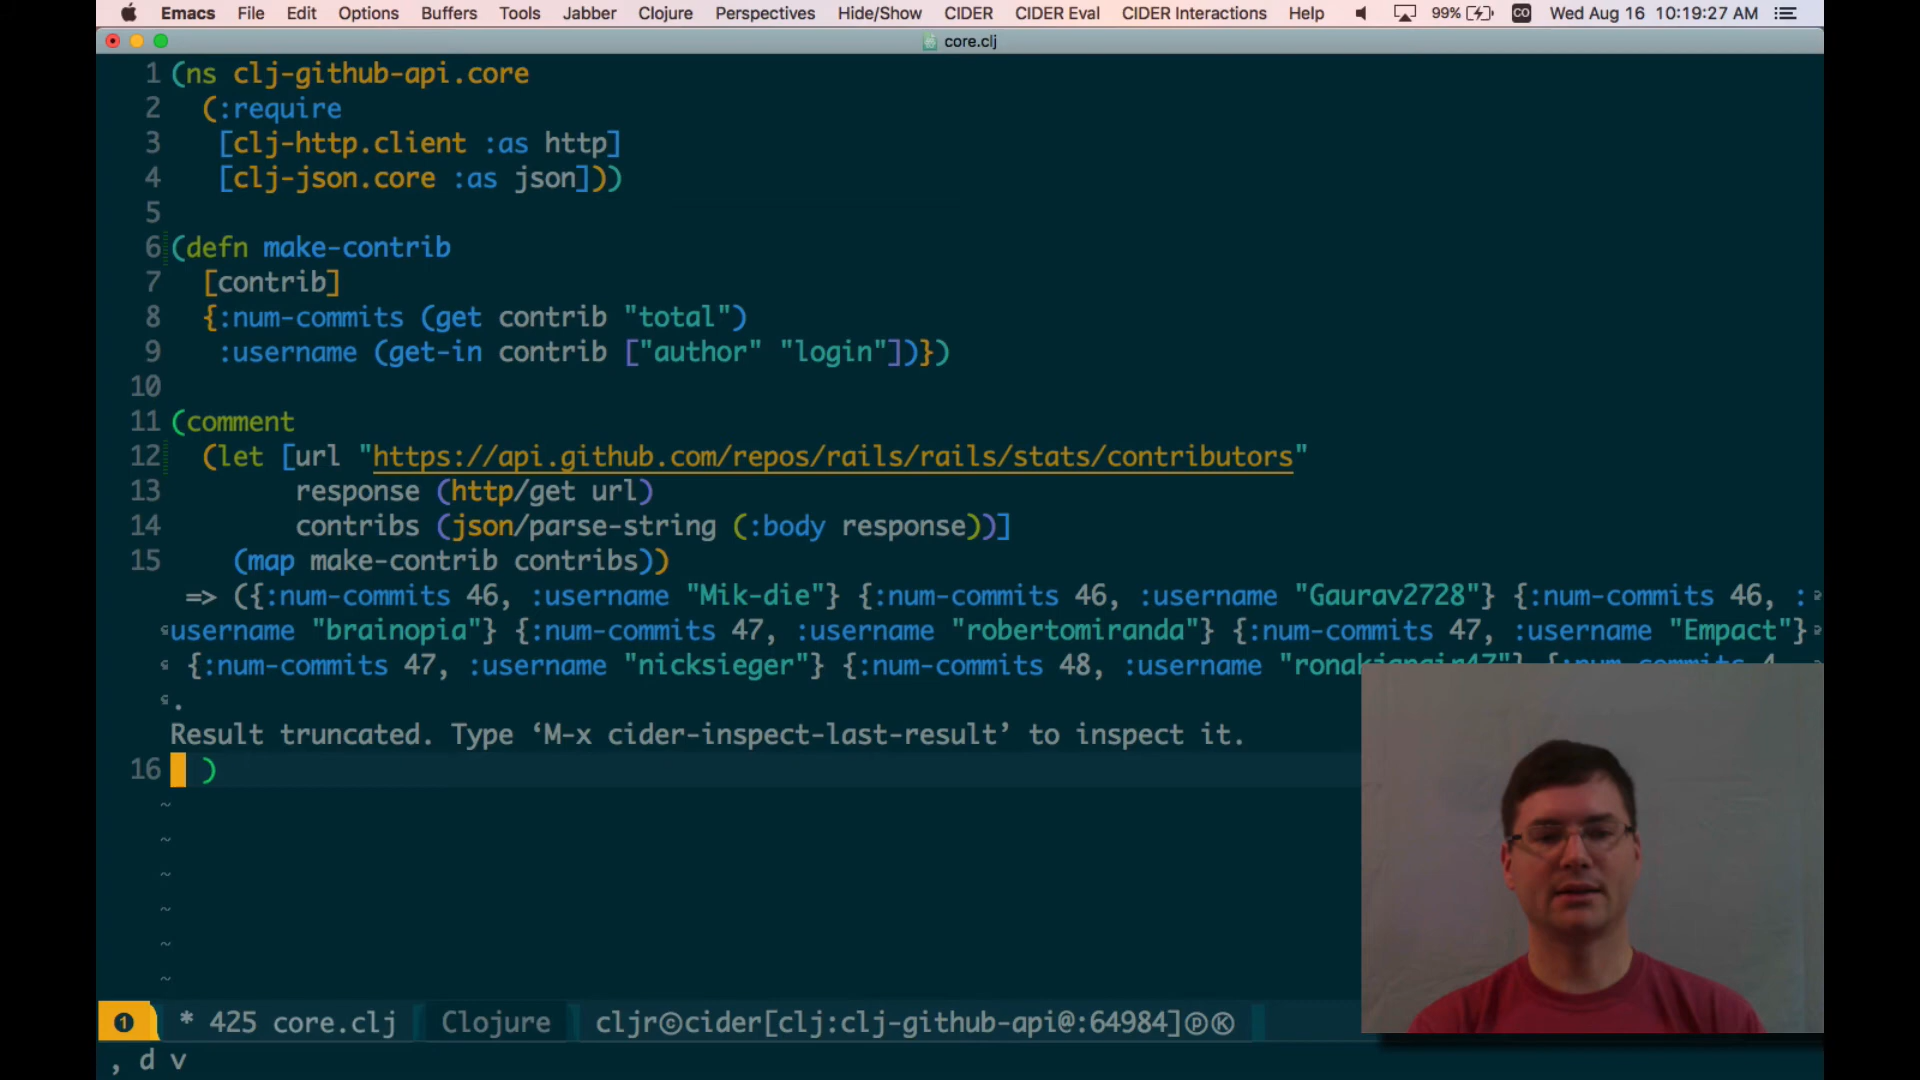 Emacs File Edit Options Buffers Tools Jabber Clojure Perspectives Hide/Show CIDER CIDER Eval CIDER Interactions Help 99% CO Wed Aug 16 10:19:27 AM
core.clj
1 (ns clj-github-api.core
2 (:require
3 [clj-http.client :as http]
4 [clj-json.core :as json]))
5
6 (defn make-contrib
7 [contrib]
8 {:num-commits (get contrib "total")
9 :username (get-in contrib ["author" "login"])})
10
11 (comment
12 (let [url "https://api.github.com/repos/rails/rails/stats/contributors"
13 response (http/get url)
14 contribs (json/parse-string (:body response))]
15 (map make-contrib contribs))
=> ({:num-commits 46, :username "Mik-die"} {:num-commits 46, :username "Gaurav2728"} {:num-commits 46, :
username "brainopia"} {:num-commits 47, :username "robertomiranda"} {:num-commits 47, :username "Empact"}
{:num-commits 47, :username "nicksieger"} {:num-commits 48, :username
.
Result truncated. Type ‘M-x cider-inspect-last-result’ to inspect it.
16 )
~
~
~
~
~
~
1 * 425 core.clj Clojure cljrⓒcider[clj:clj-github-api@:64984]ⓟⓀ
, d v